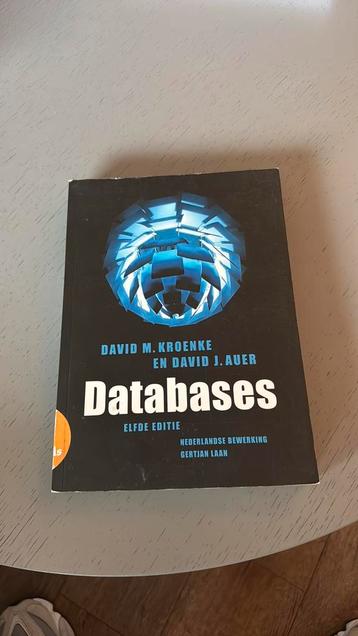 DAVID M. KROENKE
EN DAVID J. AUER
Databases
ELFDE EDITIE
NEDERLANDSE BEWERKING
GERTJAN LAAN